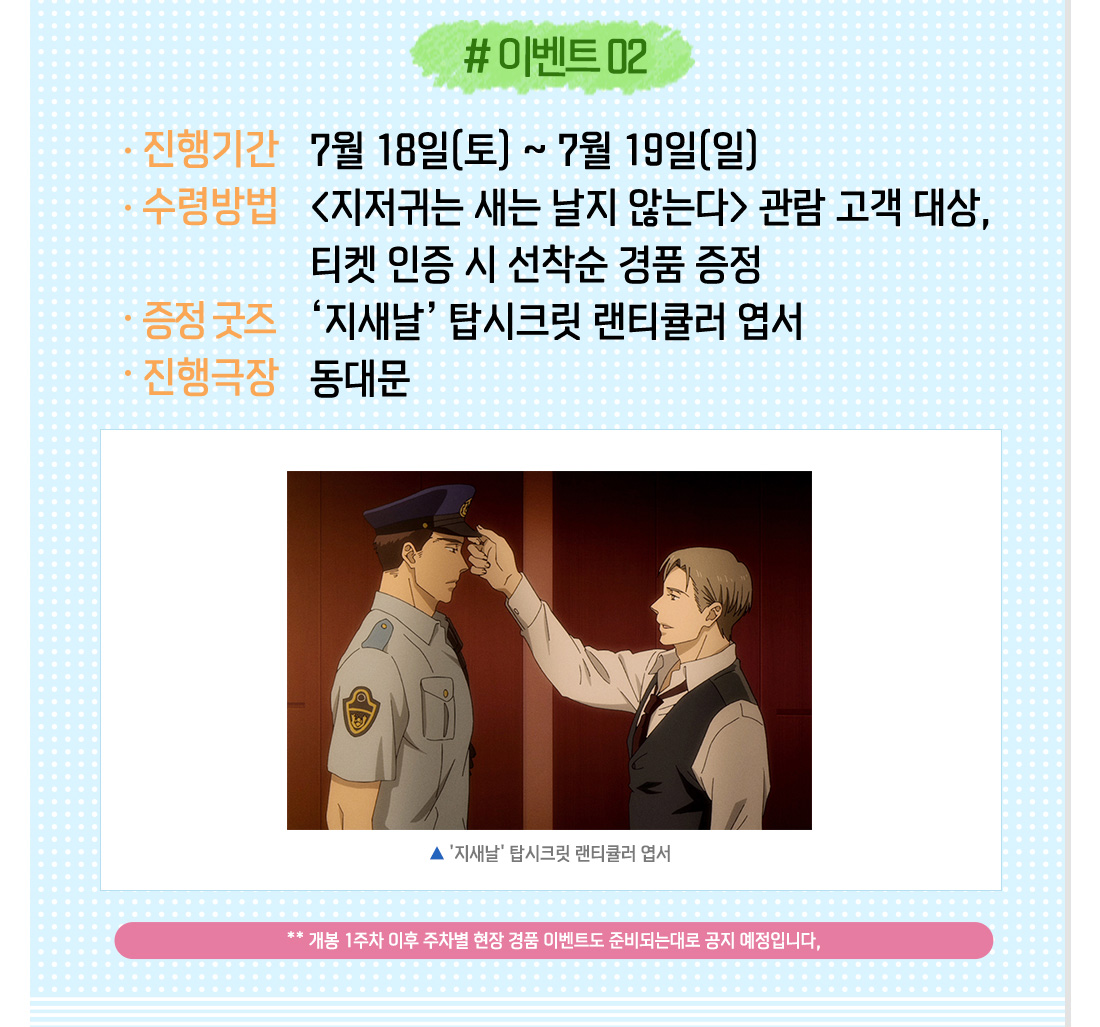 # 이벤트 02
· 진행기간 7월 18일(토) ~ 7월 19일(일)
· 수령방법 <지저귀는 새는 날지 않는다> 관람 고객 대상,
티켓 인증 시 선착순 경품 증정
· 증정 굿즈 ‘지새날’ 탑시크릿 랜티큘러 엽서
· 진행극장 동대문
▲ '지새날' 탑시크릿 랜티큘러 엽서
** 개봉 1주차 이후 주차별 현장 경품 이벤트도 준비되는대로 공지 예정입니다,